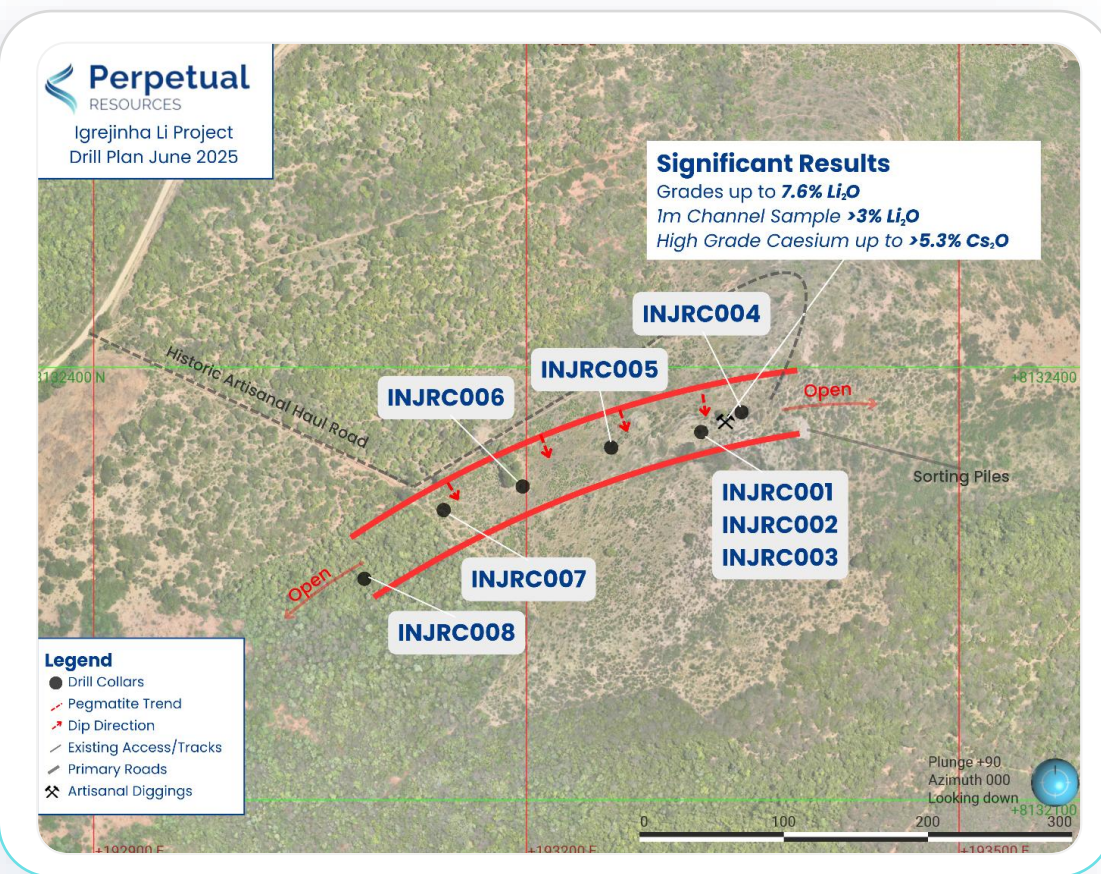 Perpetual
RESOURCES
Igrejinha Li Project
Drill Plan June 2025
Significant Results
Grades up to 7.6% Li₂O
1m Channel Sample >3% Li₂O
High Grade Caesium up to >5.3% Cs₂O
INJRC004
INJRC005
INJRC006
Historic Artisanal Haul Road
8132400 N
+8132400
Open
Sorting Piles
INJRC001
INJRC002
INJRC003
INJRC007
Open
INJRC008
Legend
Drill Collars
Pegmatite Trend
Dip Direction
Existing Access/Tracks
Primary Roads
Artisanal Diggings
Plunge +90
Azimuth 000
Looking down
+8132100
0 100 200 300
+192900 E
+193200 E
+193500 E